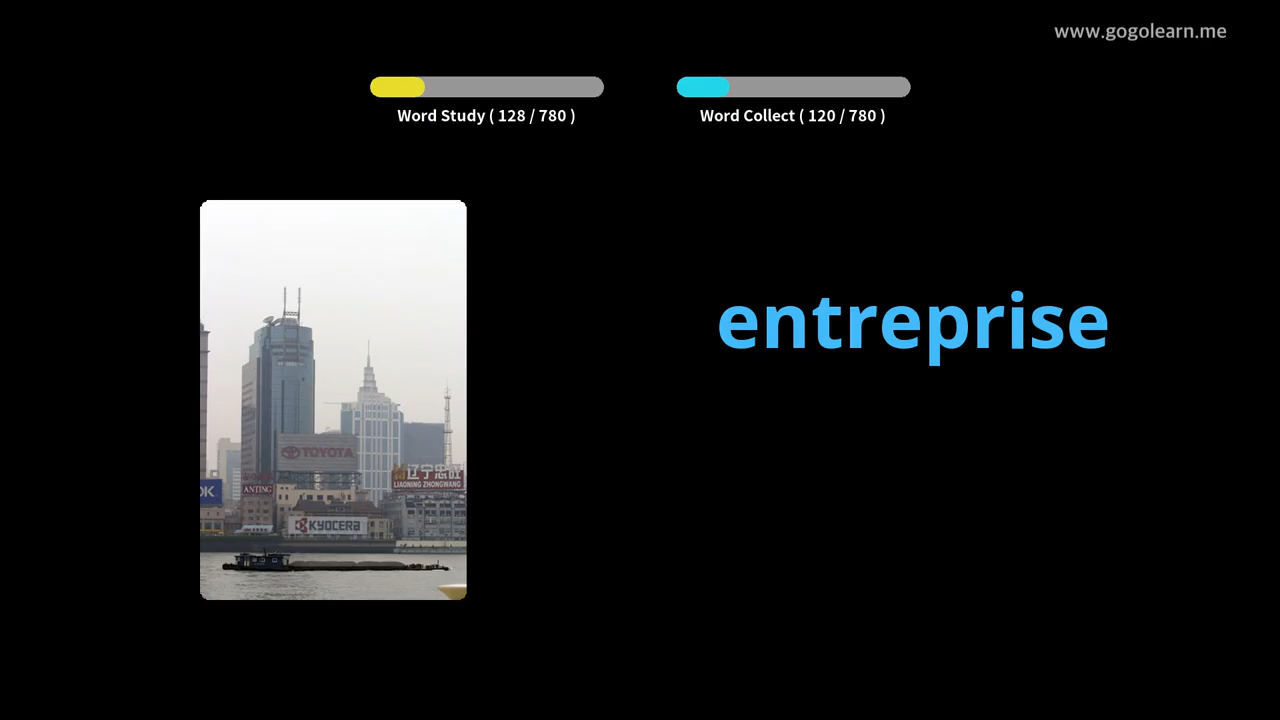 www.gogolearn.me
Word Study ( 128 / 780 )
Word Collect ( 120 / 780 )
entreprise
TOYOTA
辽宁忠旺
LIAONING ZHONGWANG
OK
ANTING
KYOCERA